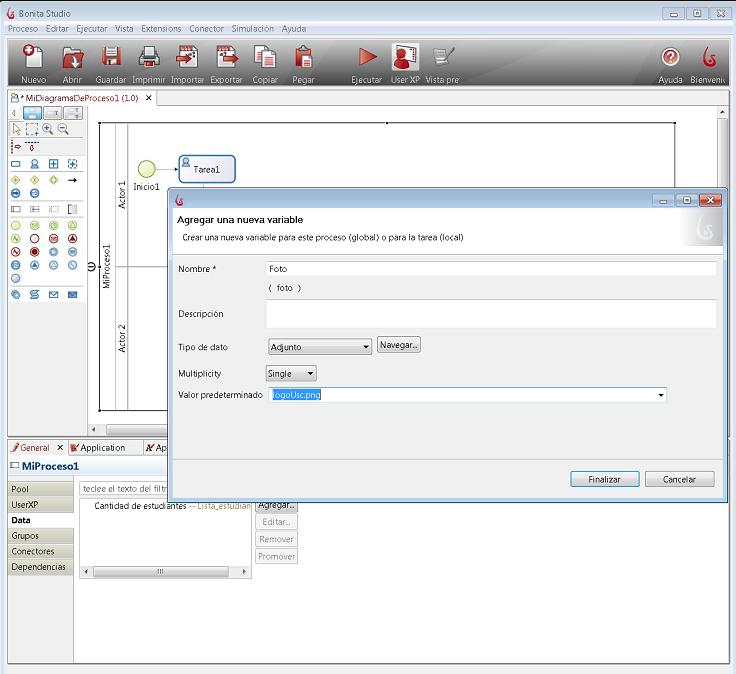 Bonita Studio
Proceso Editar Ejecutar Vista Extensions Conector Simulación Ayuda
Nuevo Abrir Guardar Imprimir Importar Exportar Copiar Pegar Ejecutar User XP Vista pre Ayuda Bienveni
* MiDiagramaDeProceso1 (1.0)
Inicio1
Tarea1
Actor 1
MiProceso1
Actor 2
Agregar una nueva variable
Crear una nueva variable para este proceso (global) o para la tarea (local)
Nombre * Foto
( foto )
Descripción
Tipo de dato Adjunto Navegar...
Multiplicity Single
Valor predeterminado logoUsc.png
Finalizar Cancelar
General Application Ap
MiProceso1
Pool
UserXP
Data
Grupos
Conectores
Dependencias
teclee el texto del filtr
Cantidad de estudiantes -- Lista_estudian
Agregar...
Editar...
Remover
Promover